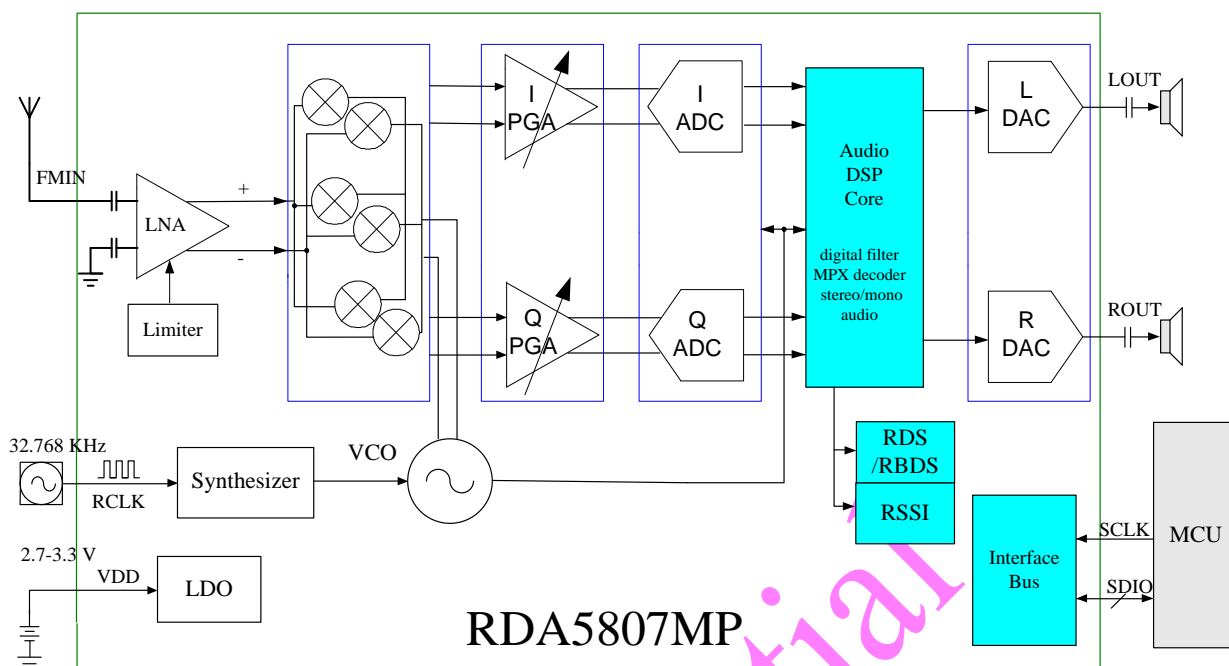 FMIN
LNA
+
-
Limiter
I
PGA
I
ADC
Q
PGA
Q
ADC
Audio
DSP
Core
digital filter
MPX decoder
stereo/mono
audio
L
DAC
LOUT
R
DAC
ROUT
32.768 KHz
RCLK
Synthesizer
VCO
RDS
/RBDS
RSSI
2.7-3.3 V
VDD
LDO
Interface
Bus
SCLK
SDIO
MCU
RDA5807MP